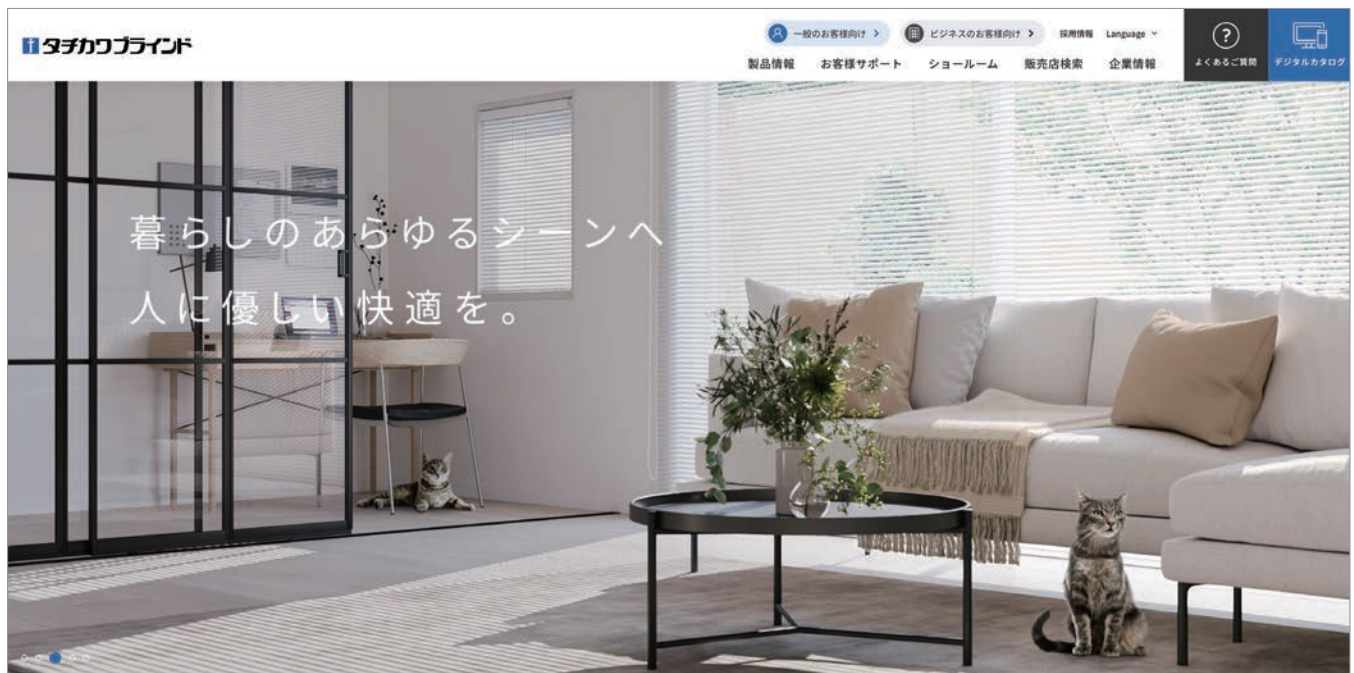 タチカワブラインド
一般のお客様向け
ビジネスのお客様向け
採用情報
Language
製品情報
お客様サポート
ショールーム
販売店検索
企業情報
?
よくあるご質問
デジタルカタログ
暮らしのあらゆるシーンへ
人に優しい快適を。